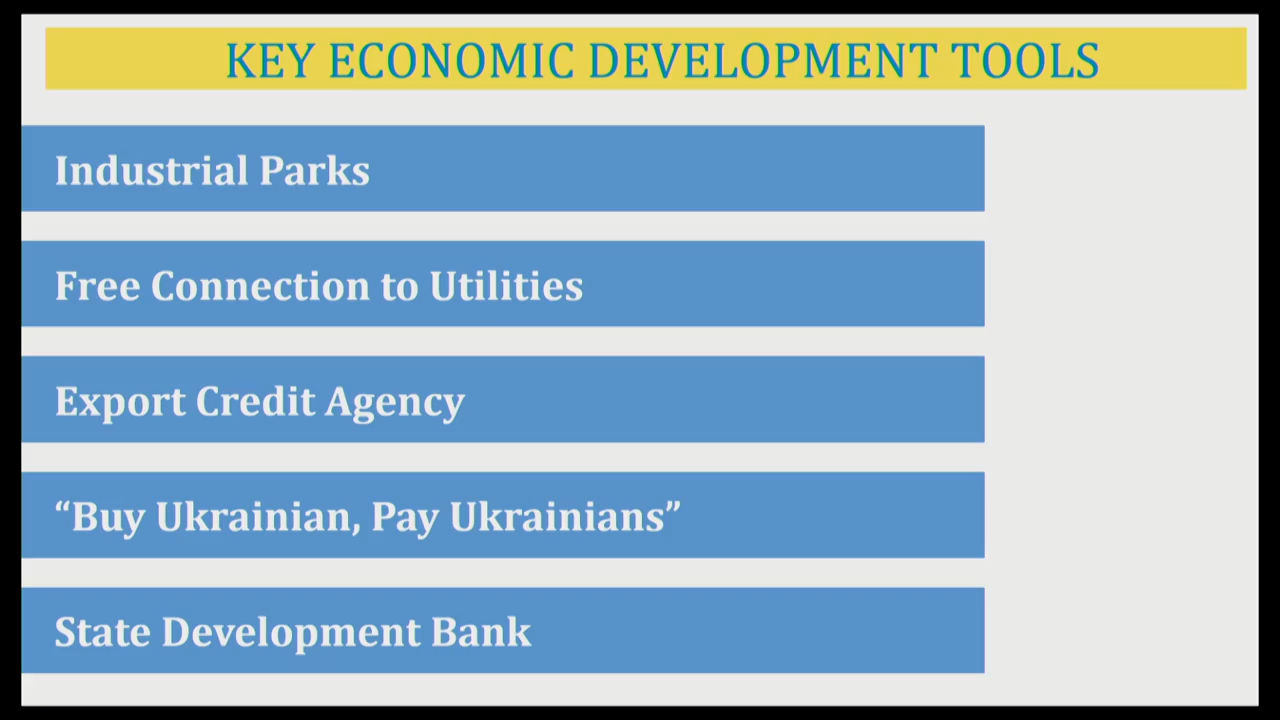 KEY ECONOMIC DEVELOPMENT TOOLS
Industrial Parks
Free Connection to Utilities
Export Credit Agency
“Buy Ukrainian, Pay Ukrainians”
State Development Bank